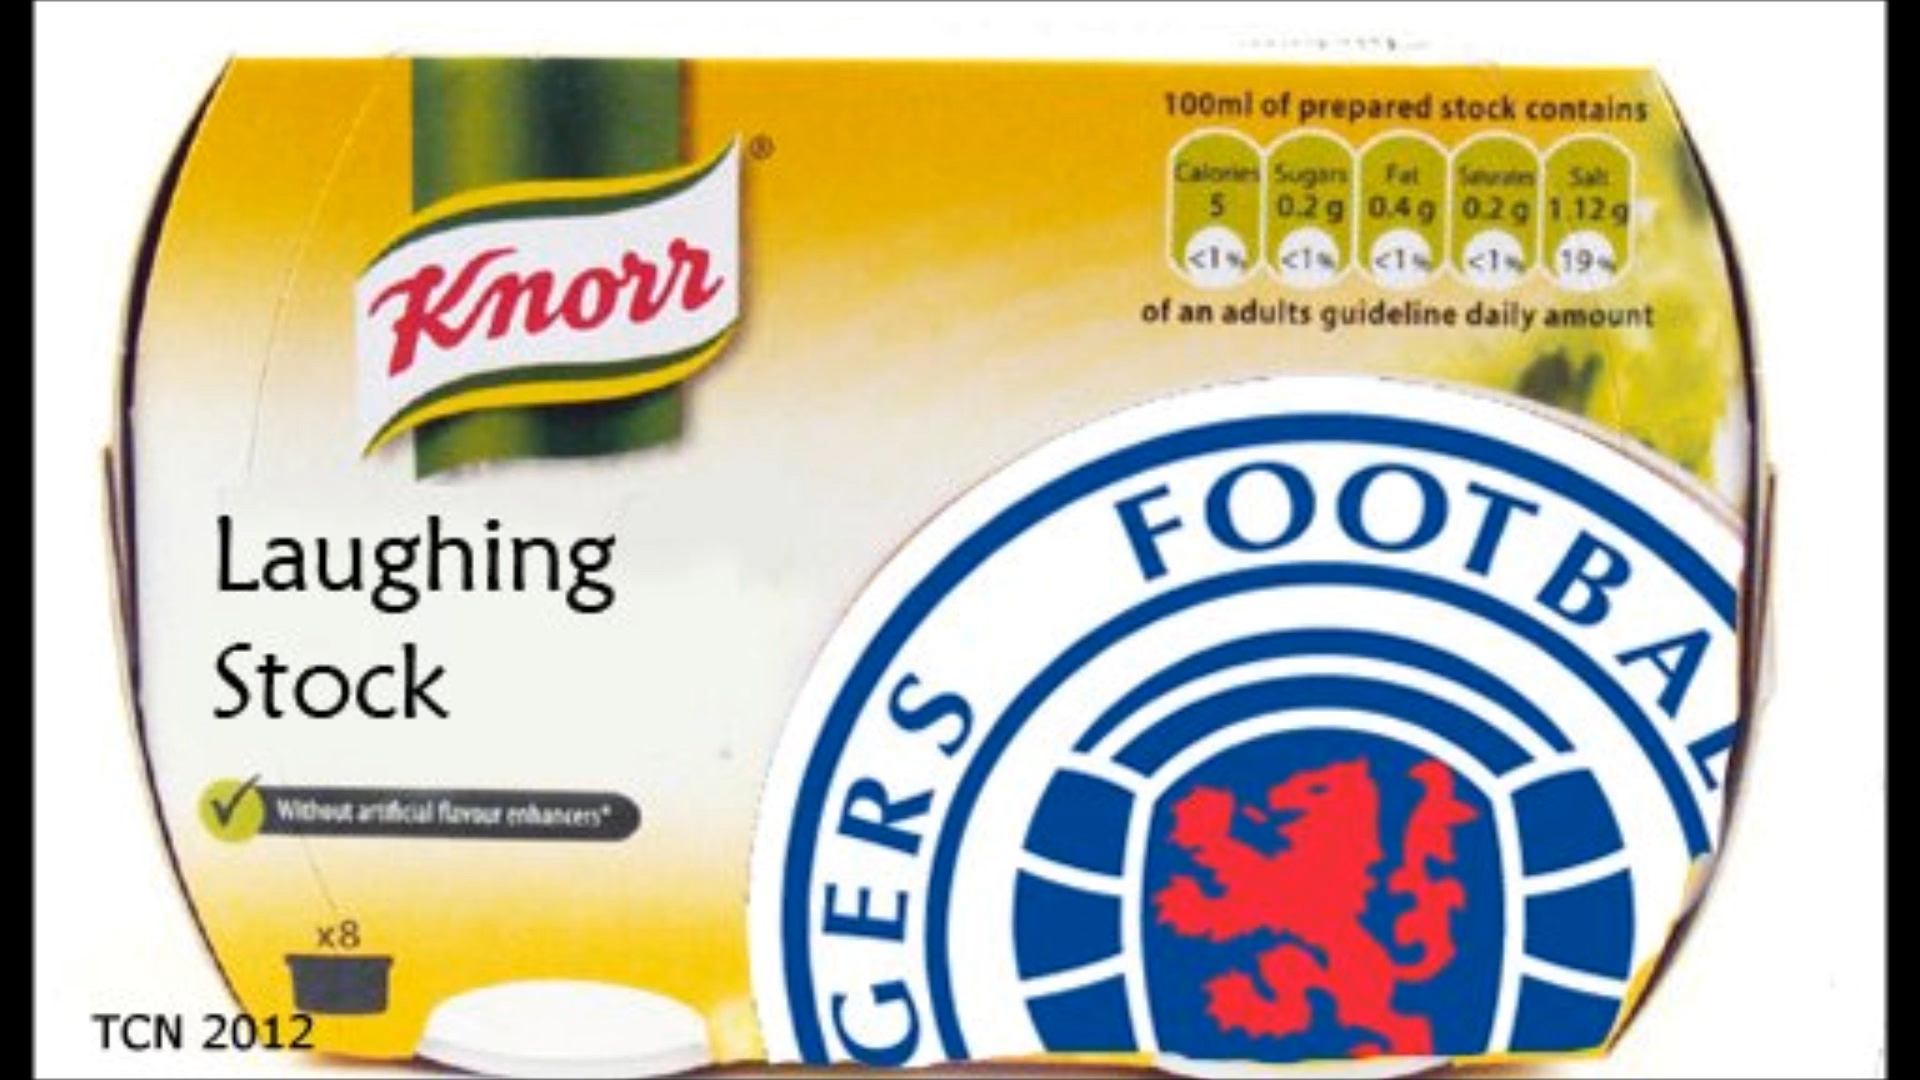 Knorr®
100ml of prepared stock contains
Calories Sugars Fat Saturates Salt
5 0.2g 0.4g 0.2g 1.12g
<1% <1% <1% <1% 19%
of an adults guideline daily amount
Laughing
Stock
Without artificial flavour enhancers*
x8
TCN 2012
GERS FOOTBAL